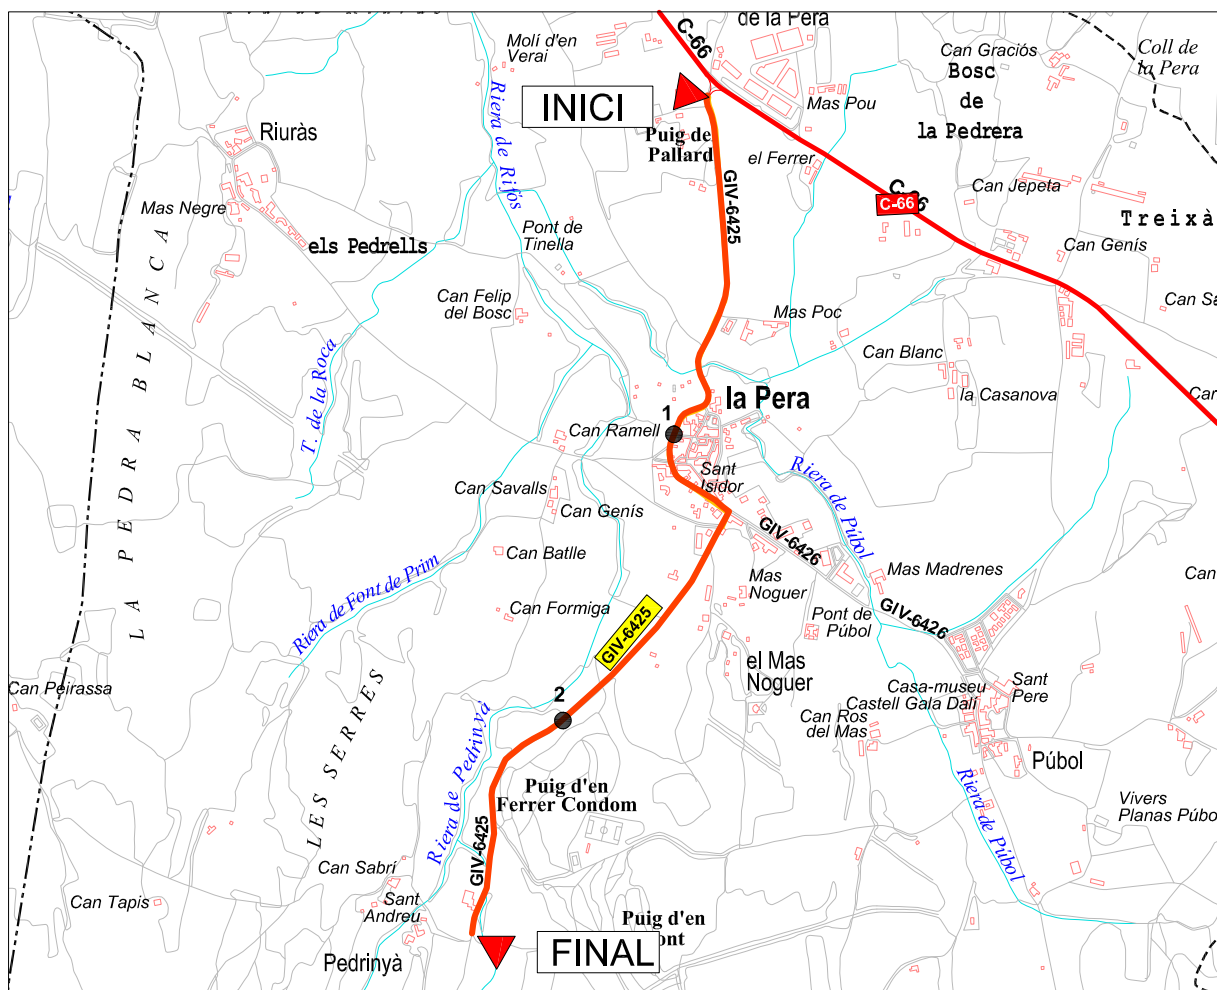 de la Pera
C-66
Molí d'en
Verai
Can Graciós
Coll de
la Pera
Bosc
de
la Pedrera
INICI
Mas Pou
Riuràs
Riera de Rifós
Puig de
Pallard
el Ferrer
GIV-6425
C-66
C-66
Can Jepeta
Treixà
Mas Negre
els Pedrells
Pont de
Tinella
Can Genís
LA PEDRA BLANCA
Can Felip
del Bosc
Mas Poc
Can Sà
T. de la Roca
Can Blanc
la Casanova
Car
la Pera
1
Can Ramell
Sant
Isidor
Riera de Púbol
Can Savalls
Can Genís
GIV-6426
Can Batlle
Riera de Font de Prim
Mas
Noguer
Mas Madrenes
Can
Can Formiga
GIV-6425
Pont de
Púbol
GIV-6426
el Mas
Noguer
Can Peirassa
Casa-museu
Castell Gala Dalí
Sant
Pere
2
Can Ros
del Mas
LES SERRES
Riera de Pedrinya
Púbol
Puig d'en
Ferrer Condom
Riera de Púbol
Vivers
Planas Púbo
GIV-6425
Can Sabrí
Can Tapis
Sant
Andreu
Puig d'en
ont
FINAL
Pedrinyà